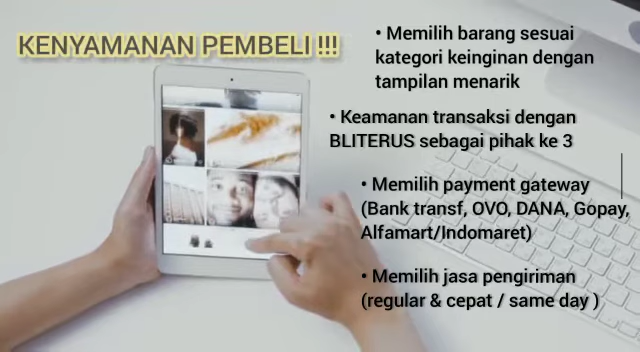 KENYAMANAN PEMBELI !!!
• Memilih barang sesuai
kategori keinginan dengan
tampilan menarik
• Keamanan transaksi dengan
BLITERUS sebagai pihak ke 3
• Memilih payment gateway
(Bank transf, OVO, DANA, Gopay,
Alfamart/Indomaret)
• Memilih jasa pengiriman
(regular & cepat / same day )